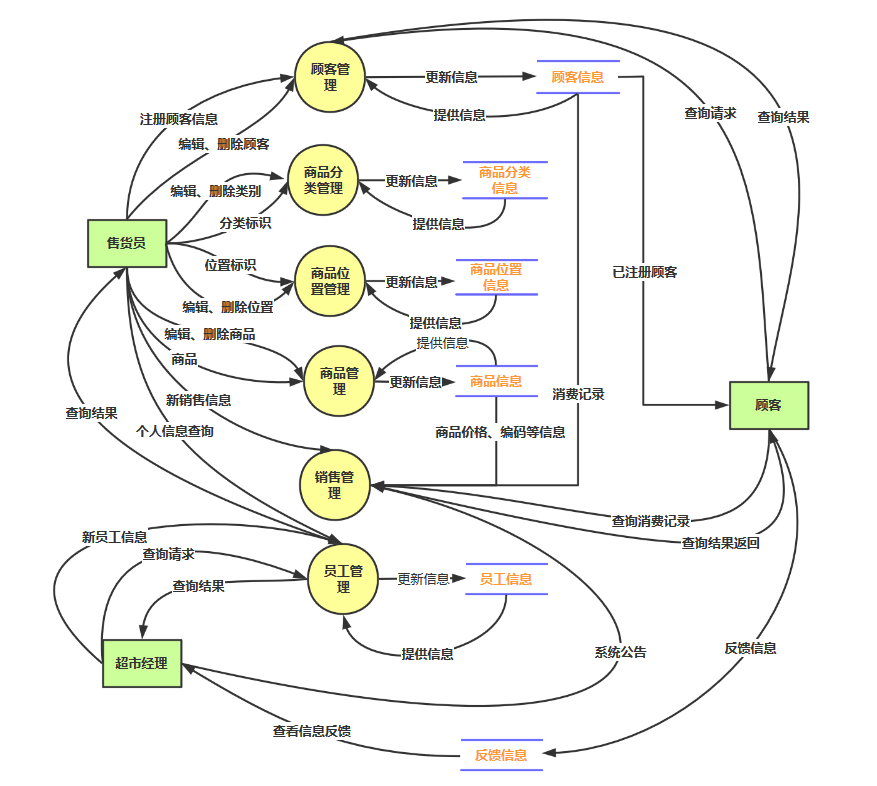 顾客管
理
更新信息
顾客信息
提供信息
查询请求
查询结果
注册顾客信息
编辑、删除顾客
商品分
类管理
更新信息
商品分类
信息
编辑、删除类别
分类标识
提供信息
售货员
位置标识
商品位
置管理
更新信息
商品位置
信息
已注册顾客
编辑、删除位置
提供信息
编辑、删除商品
提供信息
商品
商品管
理
更新信息
商品信息
消费记录
顾客
新销售信息
查询结果
个人信息查询
商品价格、编码等信息
销售管
理
查询消费记录
查询结果返回
新员工信息
查询请求
查询结果
员工管
理
更新信息
员工信息
提供信息
系统公告
反馈信息
超市经理
查看信息反馈
反馈信息